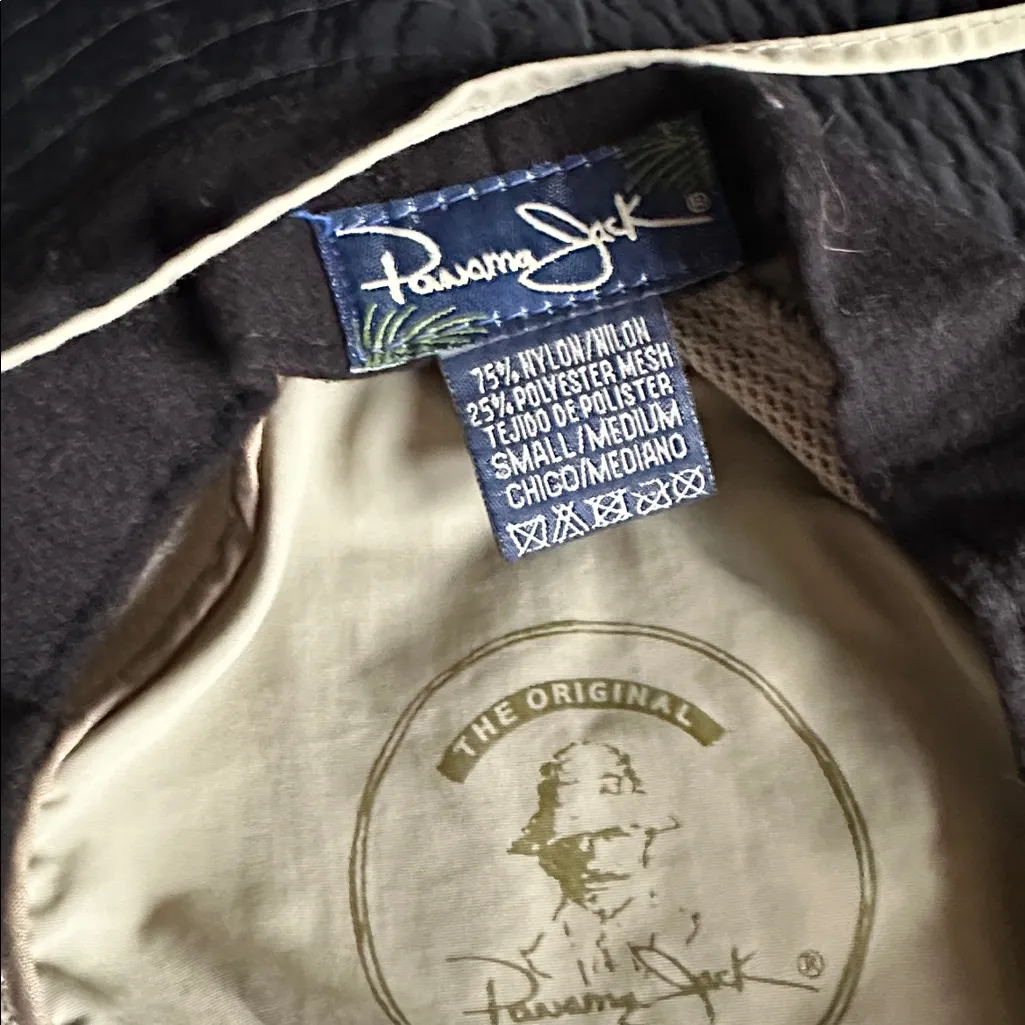 Panama Jack ®
75% NYLON/NILON
25% POLYESTER MESH
TEJIDO DE POLISTER
SMALL/MEDIUM
CHICO/MEDIANO
THE ORIGINAL
Panama Jack ®